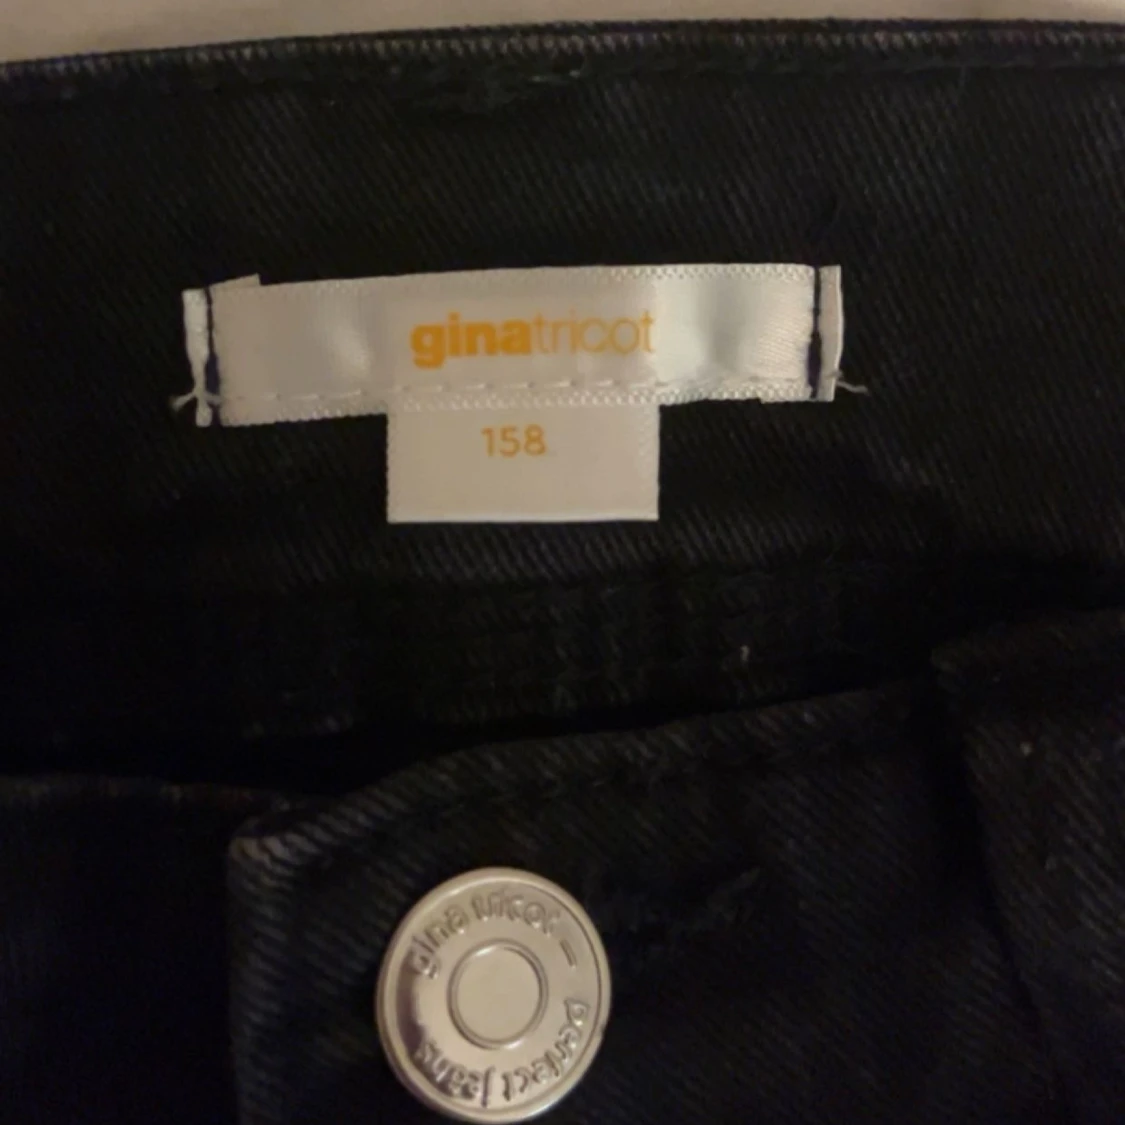 ginatricot
158
gina tricot –
perfect jeans